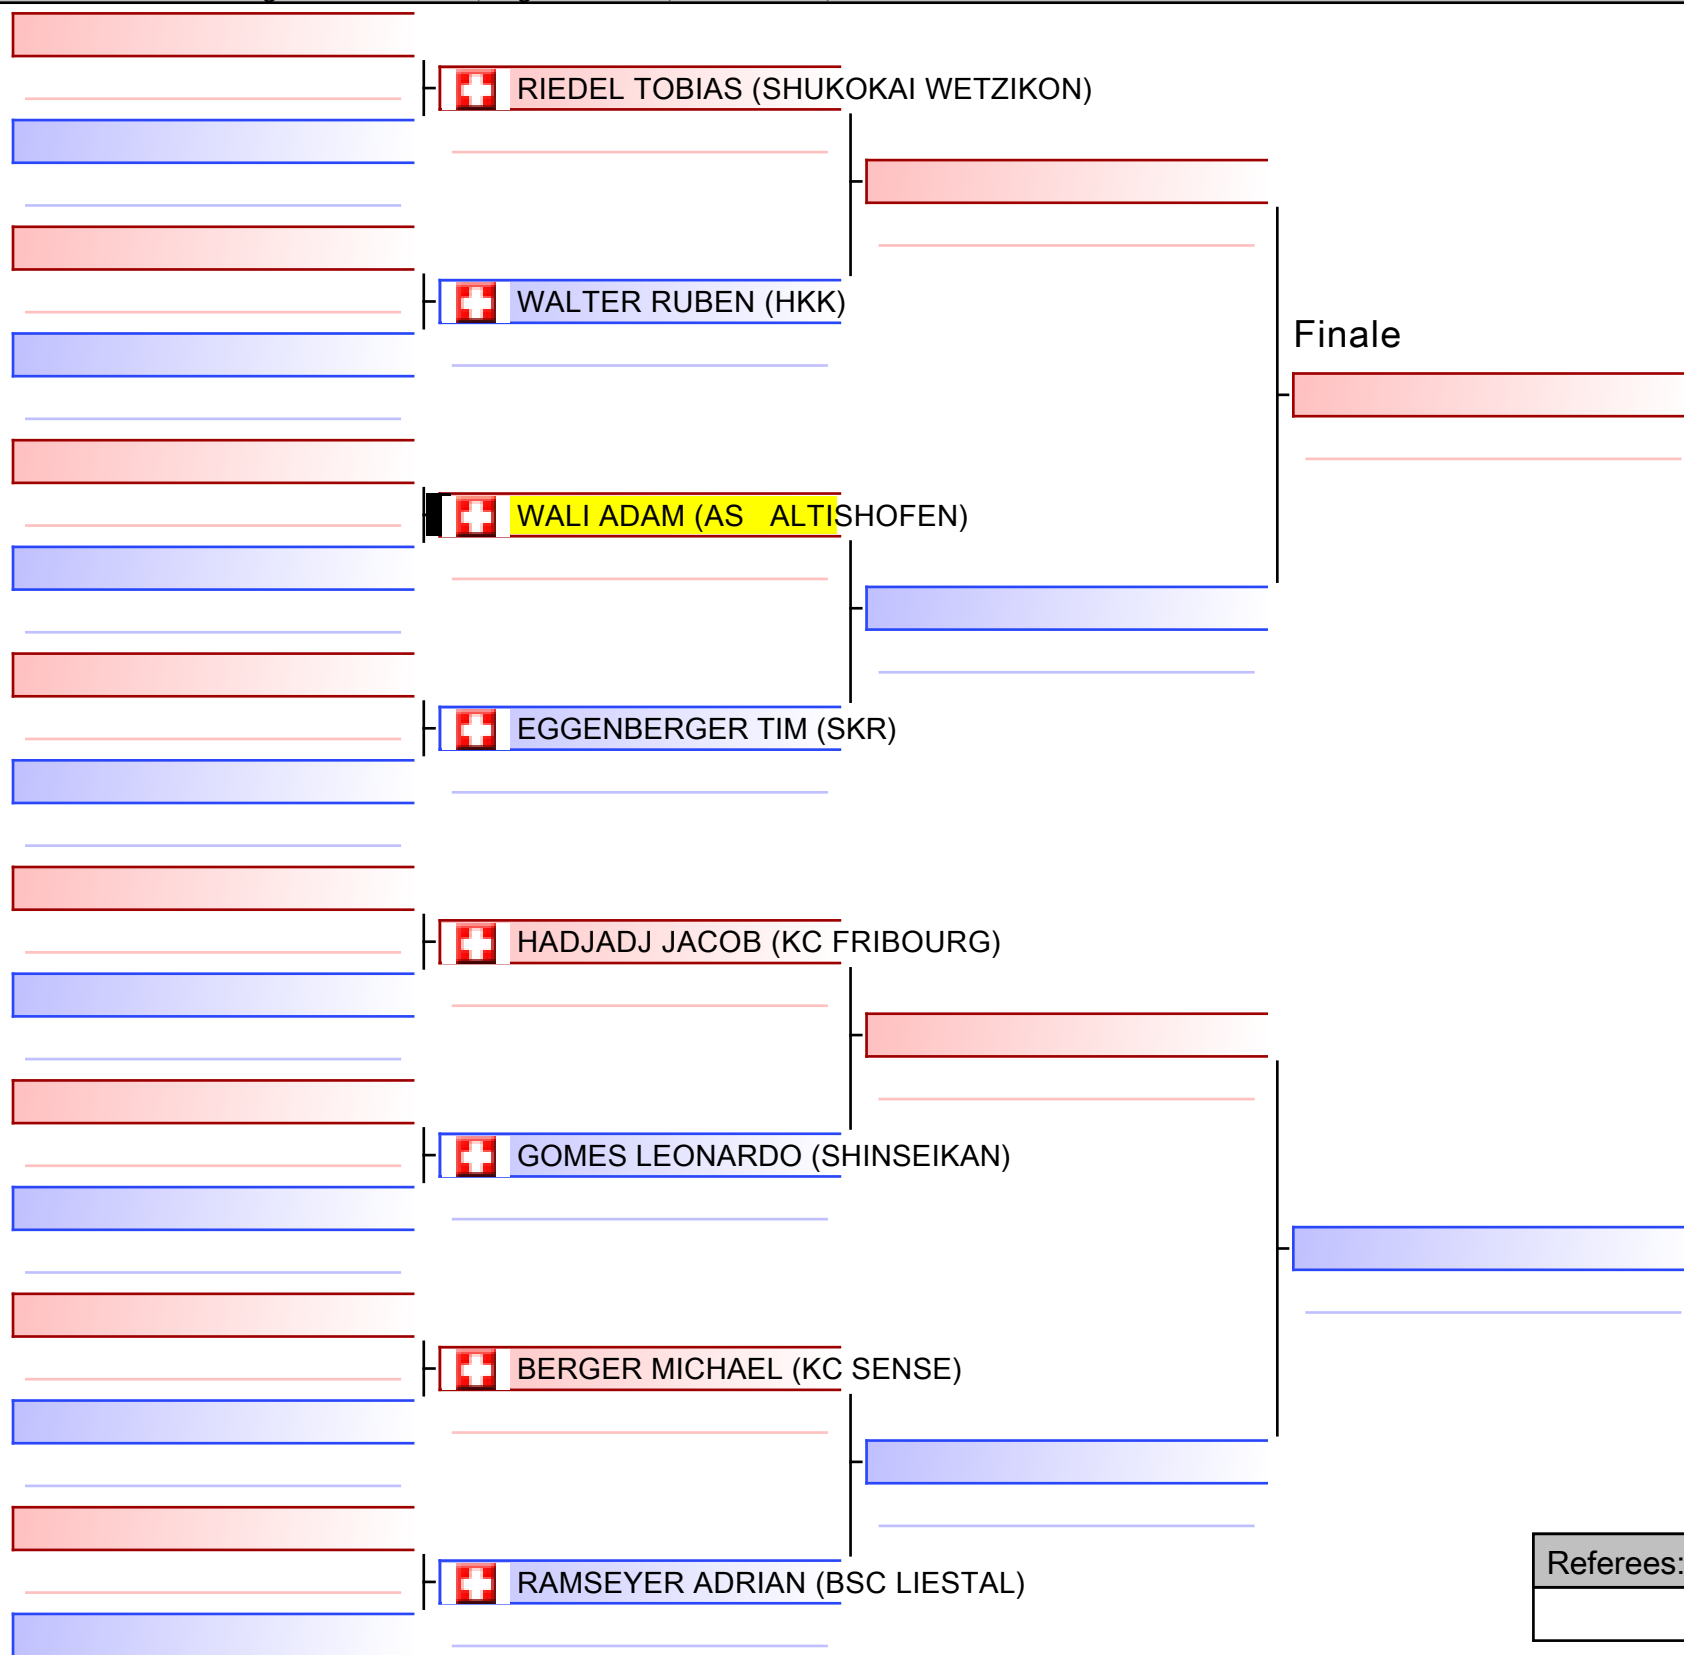 RIEDEL TOBIAS (SHUKOKAI WETZIKON)
WALTER RUBEN (HKK)
Finale
WALI ADAM (AS ALTISHOFEN)
EGGENBERGER TIM (SKR)
HADJADJ JACOB (KC FRIBOURG)
GOMES LEONARDO (SHINSEIKAN)
BERGER MICHAEL (KC SENSE)
RAMSEYER ADRIAN (BSC LIESTAL)
Referees: